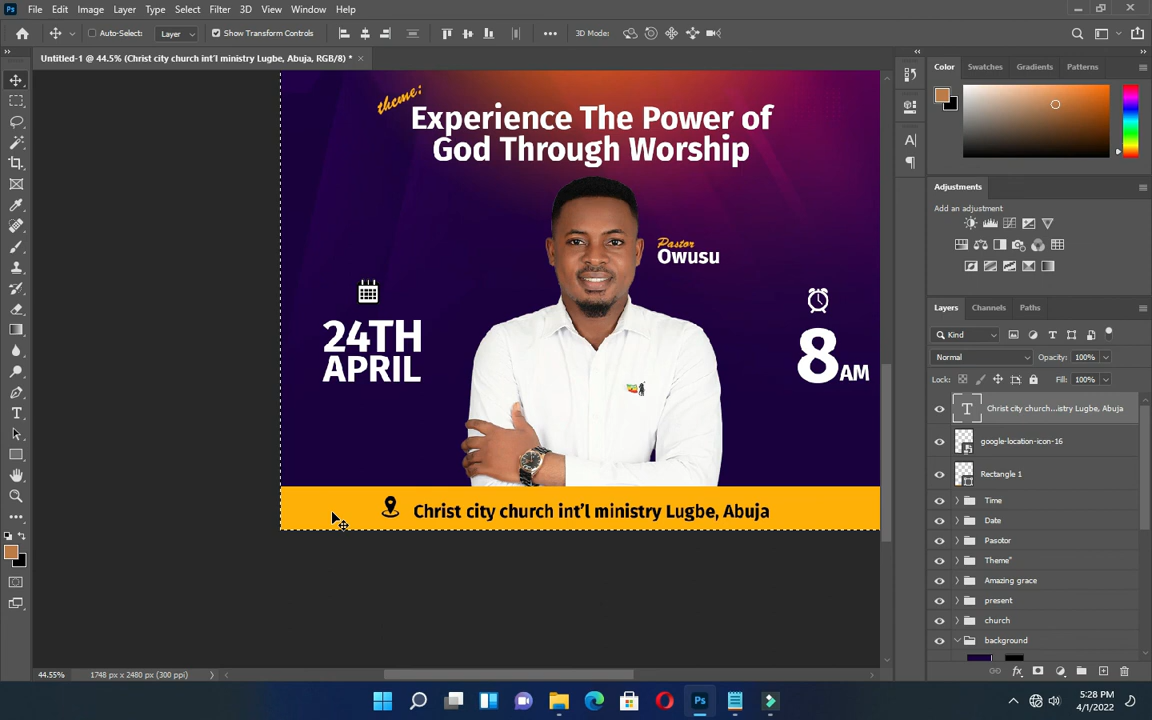 File Edit Image Layer Type Select Filter 3D View Window Help
Auto-Select: Layer Show Transform Controls 3D Mode:
Untitled-1 @ 44.5% (Christ city church int'l ministry Lugbe, Abuja, RGB/8) *
theme:
Experience The Power of
God Through Worship
Pastor
Owusu
24TH
APRIL
8AM
Christ city church int'l ministry Lugbe, Abuja
Color Swatches Gradients Patterns
Adjustments
Add an adjustment
Layers Channels Paths
Kind
Normal Opacity: 100%
Lock: Fill: 100%
Christ city church...istry Lugbe, Abuja
google-location-icon-16
Rectangle 1
Time
Date
Pasotor
Theme"
Amazing grace
present
church
background
44.55% 1748 px x 2480 px (300 ppi)
5:28 PM
4/1/2022